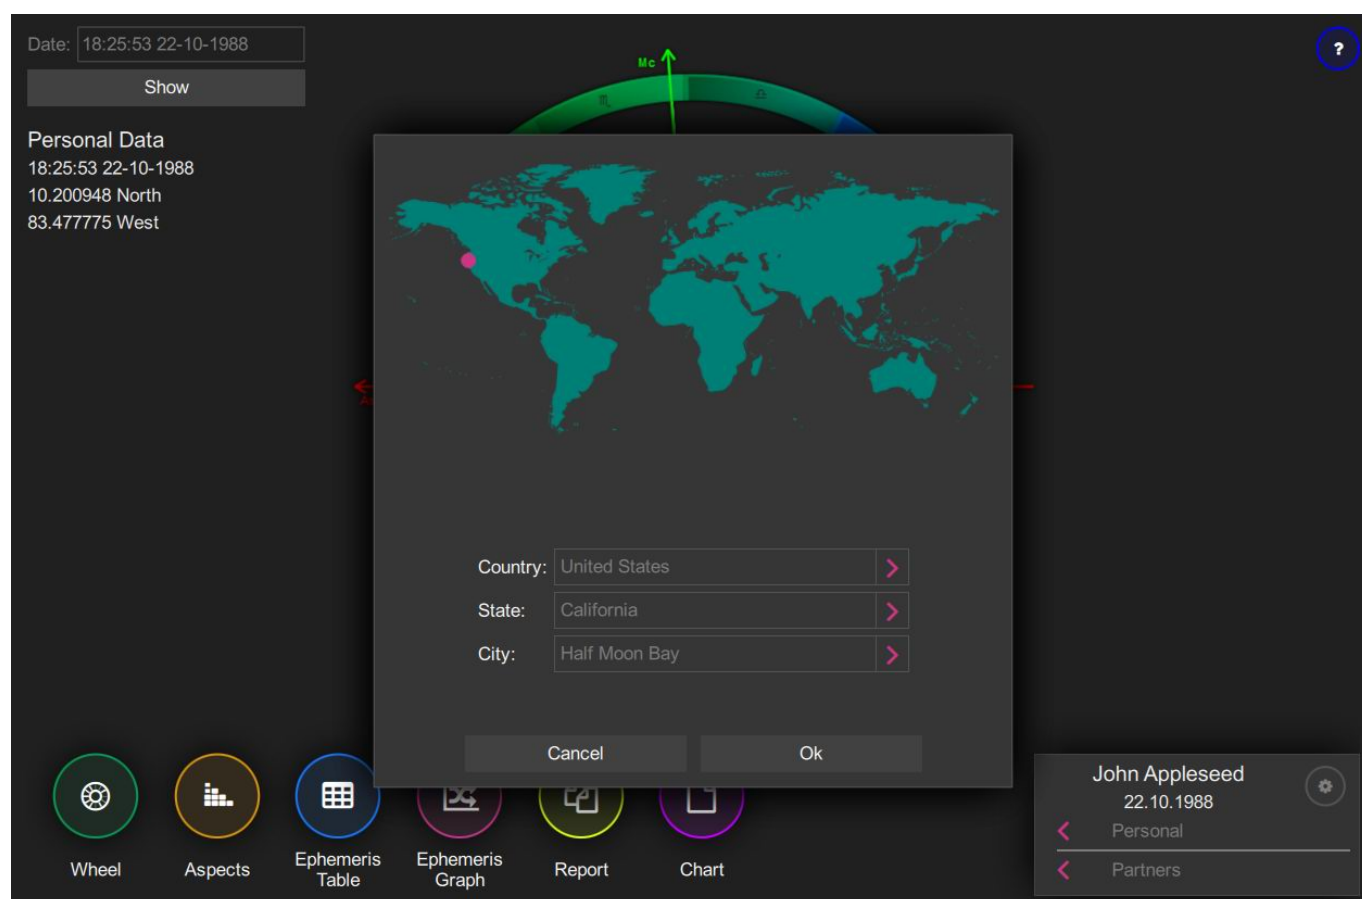 Date: 18:25:53 22-10-1988
Show
Personal Data
18:25:53 22-10-1988
10.200948 North
83.477775 West
Mc
♏
♎
?
Country: United States
State: California
City: Half Moon Bay
Cancel
Ok
Wheel
Aspects
Ephemeris
Table
Ephemeris
Graph
Report
Chart
John Appleseed
22.10.1988
Personal
Partners